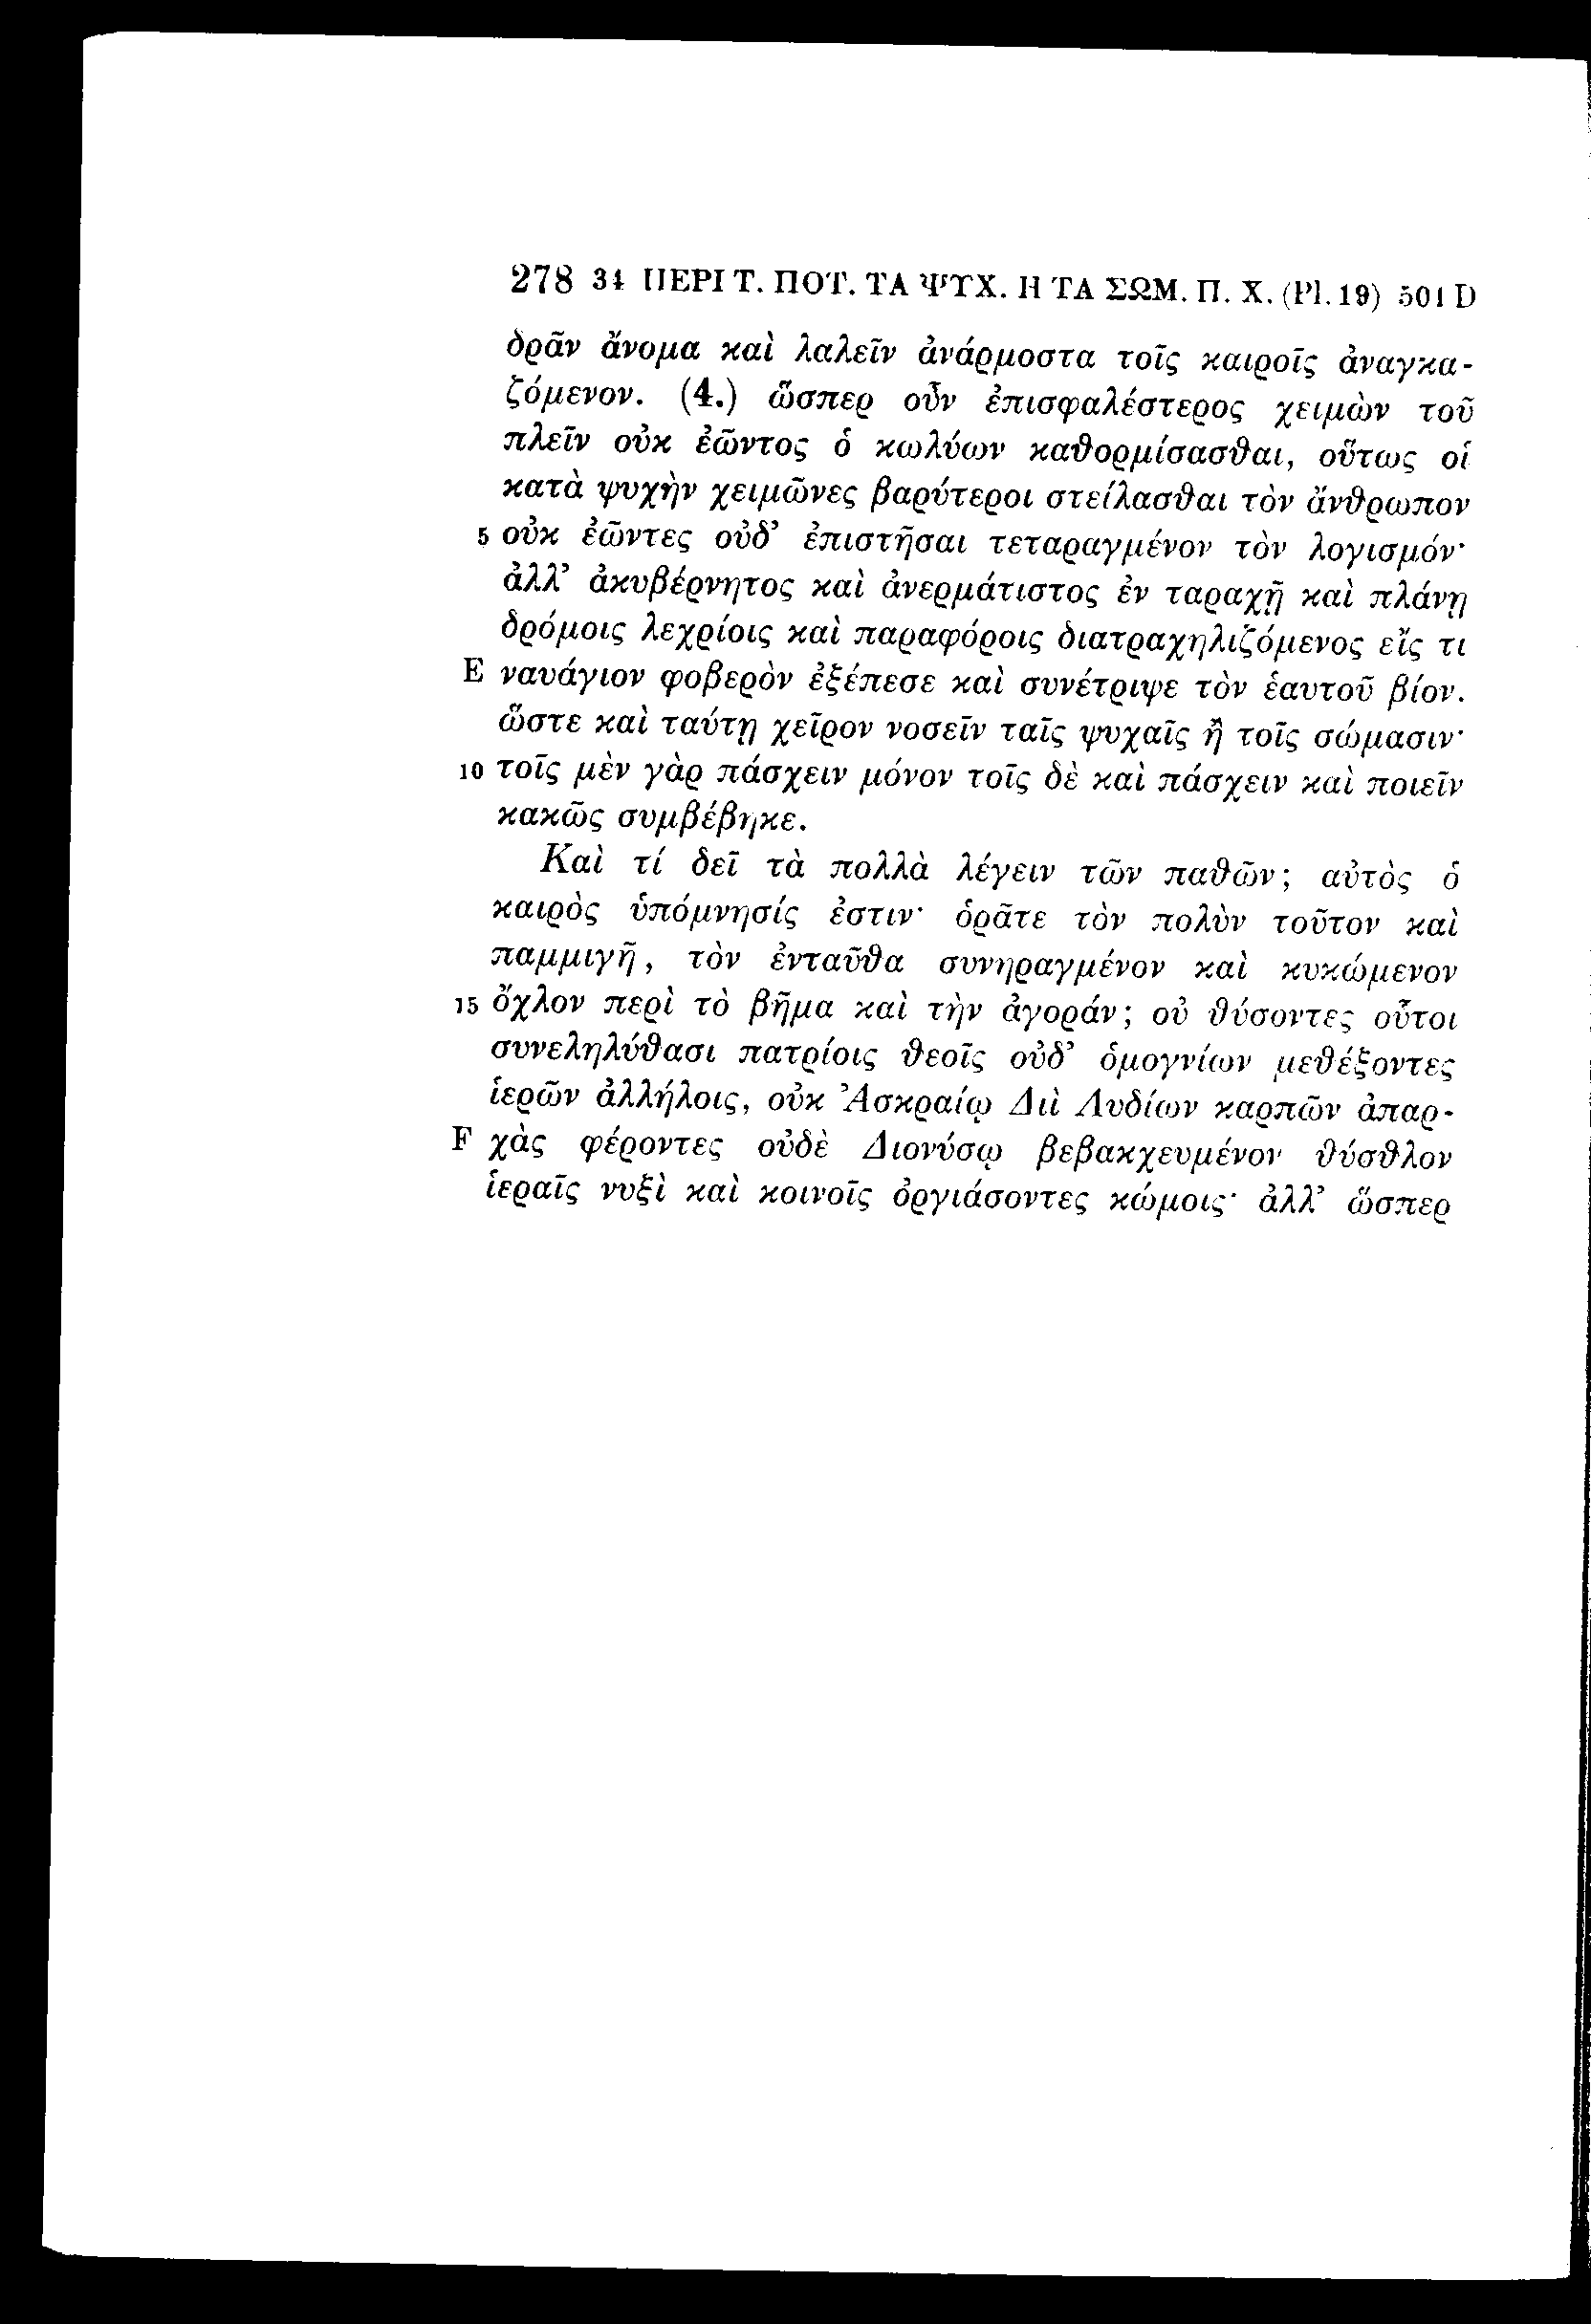 278 34 ΠΕΡΙ Τ. ΠΟΤ. ΤΑ ΨΥΧ. Η ΤΑ ΣΩΜ. Π. Χ. (Pl. 19) 501 D
δρᾶν ἄνομα καὶ λαλεῖν ἀνάρμοστα τοῖς καιροῖς ἀναγκα-
ζόμενον. (4.) ὥσπερ οὖν ἐπισφαλέστερος χειμὼν τοῦ
πλεῖν οὐκ ἐῶντος ὁ κωλύων καθορμίσασθαι, οὕτως οἱ
κατὰ ψυχὴν χειμῶνες βαρύτεροι στείλασθαι τὸν ἄνθρωπον
5 οὐκ ἐῶντες οὐδ’ ἐπιστῆσαι τεταραγμένον τὸν λογισμόν·
ἀλλ’ ἀκυβέρνητος καὶ ἀνερμάτιστος ἐν ταραχῇ καὶ πλάνῃ
δρόμοις λεχρίοις καὶ παραφόροις διατραχηλιζόμενος εἴς τι
E ναυάγιον φοβερὸν ἐξέπεσε καὶ συνέτριψε τὸν ἑαυτοῦ βίον.
ὥστε καὶ ταύτῃ χεῖρον νοσεῖν ταῖς ψυχαῖς ἢ τοῖς σώμασιν·
10 τοῖς μὲν γὰρ πάσχειν μόνον τοῖς δὲ καὶ πάσχειν καὶ ποιεῖν
κακῶς συμβέβηκε.
Καὶ τί δεῖ τὰ πολλὰ λέγειν τῶν παθῶν; αὐτὸς ὁ
καιρὸς ὑπόμνησίς ἐστιν· ὁρᾶτε τὸν πολὺν τοῦτον καὶ
παμμιγῆ, τὸν ἐνταῦθα συνηραγμένον καὶ κυκώμενον
15 ὄχλον περὶ τὸ βῆμα καὶ τὴν ἀγοράν; οὐ θύσοντες οὗτοι
συνεληλύθασι πατρίοις θεοῖς οὐδ’ ὁμογνίων μεθέξοντες
ἱερῶν ἀλλήλοις, οὐκ Ἀσκραίῳ Διὶ Λυδίων καρπῶν ἀπαρ-
F χὰς φέροντες οὐδὲ Διονύσῳ βεβακχευμένον θύσθλον
ἱεραῖς νυξὶ καὶ κοινοῖς ὀργιάσοντες κώμοις· ἀλλ’ ὥσπερ